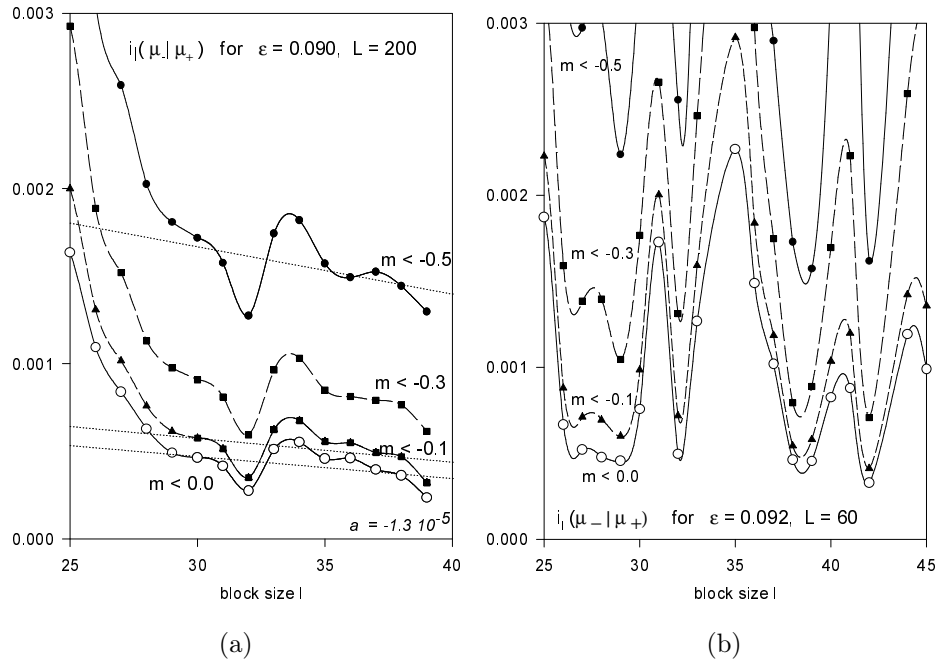 0.003
0.002
0.001
0.000
25
30
35
40
block size l
i_l(μ_-|μ_+) for ε = 0.090, L = 200
m < -0.5
m < -0.3
m < -0.1
m < 0.0
a = -1.3 10^-5
(a)
0.003
0.002
0.001
0.000
25
30
35
40
45
block size l
m < -0.5
m < -0.3
m < -0.1
m < 0.0
i_l(μ_-|μ_+) for ε = 0.092, L = 60
(b)